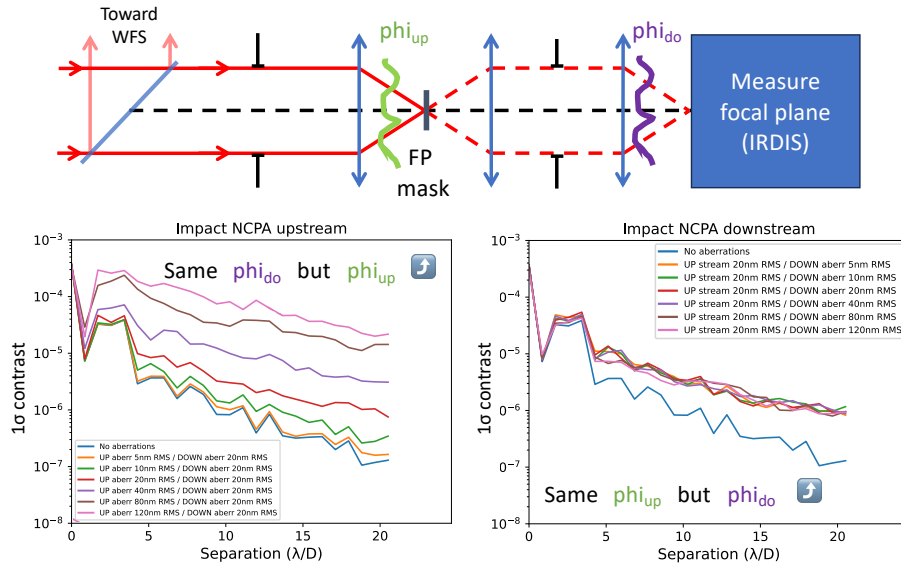 Toward
WFS
phi_up
phi_do
FP
mask
Measure
focal plane
(IRDIS)
Impact NCPA upstream
Same phi_do but phi_up ⤴
1σ contrast
10⁻³
10⁻⁴
10⁻⁵
10⁻⁶
10⁻⁷
10⁻⁸
No aberrations
UP aberr 5nm RMS / DOWN aberr 20nm RMS
UP aberr 10nm RMS / DOWN aberr 20nm RMS
UP aberr 20nm RMS / DOWN aberr 20nm RMS
UP aberr 40nm RMS / DOWN aberr 20nm RMS
UP aberr 80nm RMS / DOWN aberr 20nm RMS
UP aberr 120nm RMS / DOWN aberr 20nm RMS
0 5 10 15 20
Separation (λ/D)
Impact NCPA downstream
No aberrations
UP stream 20nm RMS / DOWN aberr 5nm RMS
UP stream 20nm RMS / DOWN aberr 10nm RMS
UP stream 20nm RMS / DOWN aberr 20nm RMS
UP stream 20nm RMS / DOWN aberr 40nm RMS
UP stream 20nm RMS / DOWN aberr 80nm RMS
UP stream 20nm RMS / DOWN aberr 120nm RMS
1σ contrast
10⁻³
10⁻⁴
10⁻⁵
10⁻⁶
10⁻⁷
10⁻⁸
Same phi_up but phi_do ⤴
0 5 10 15 20
Separation (λ/D)